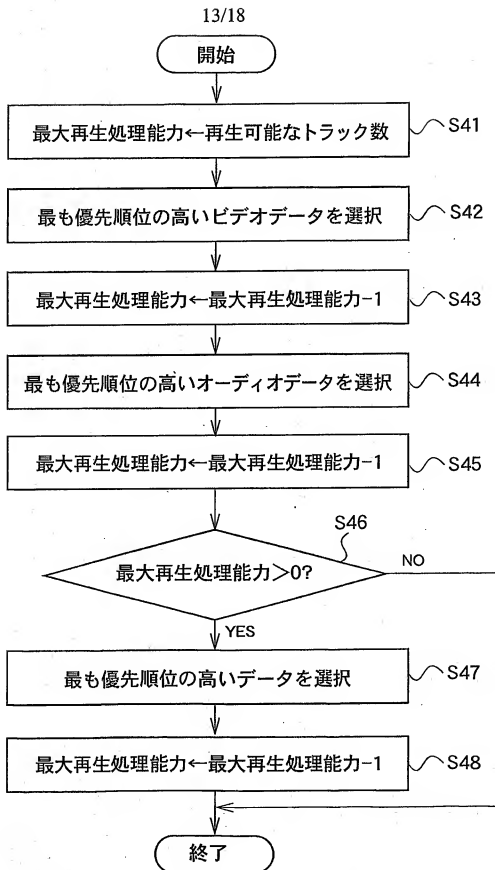 13/18
開始
最大再生処理能力←再生可能なトラック数
S41
最も優先順位の高いビデオデータを選択
S42
最大再生処理能力←最大再生処理能力-1
S43
最も優先順位の高いオーディオデータを選択
S44
最大再生処理能力←最大再生処理能力-1
S45
S46
最大再生処理能力>0?
NO
YES
最も優先順位の高いデータを選択
S47
最大再生処理能力←最大再生処理能力-1
S48
終了